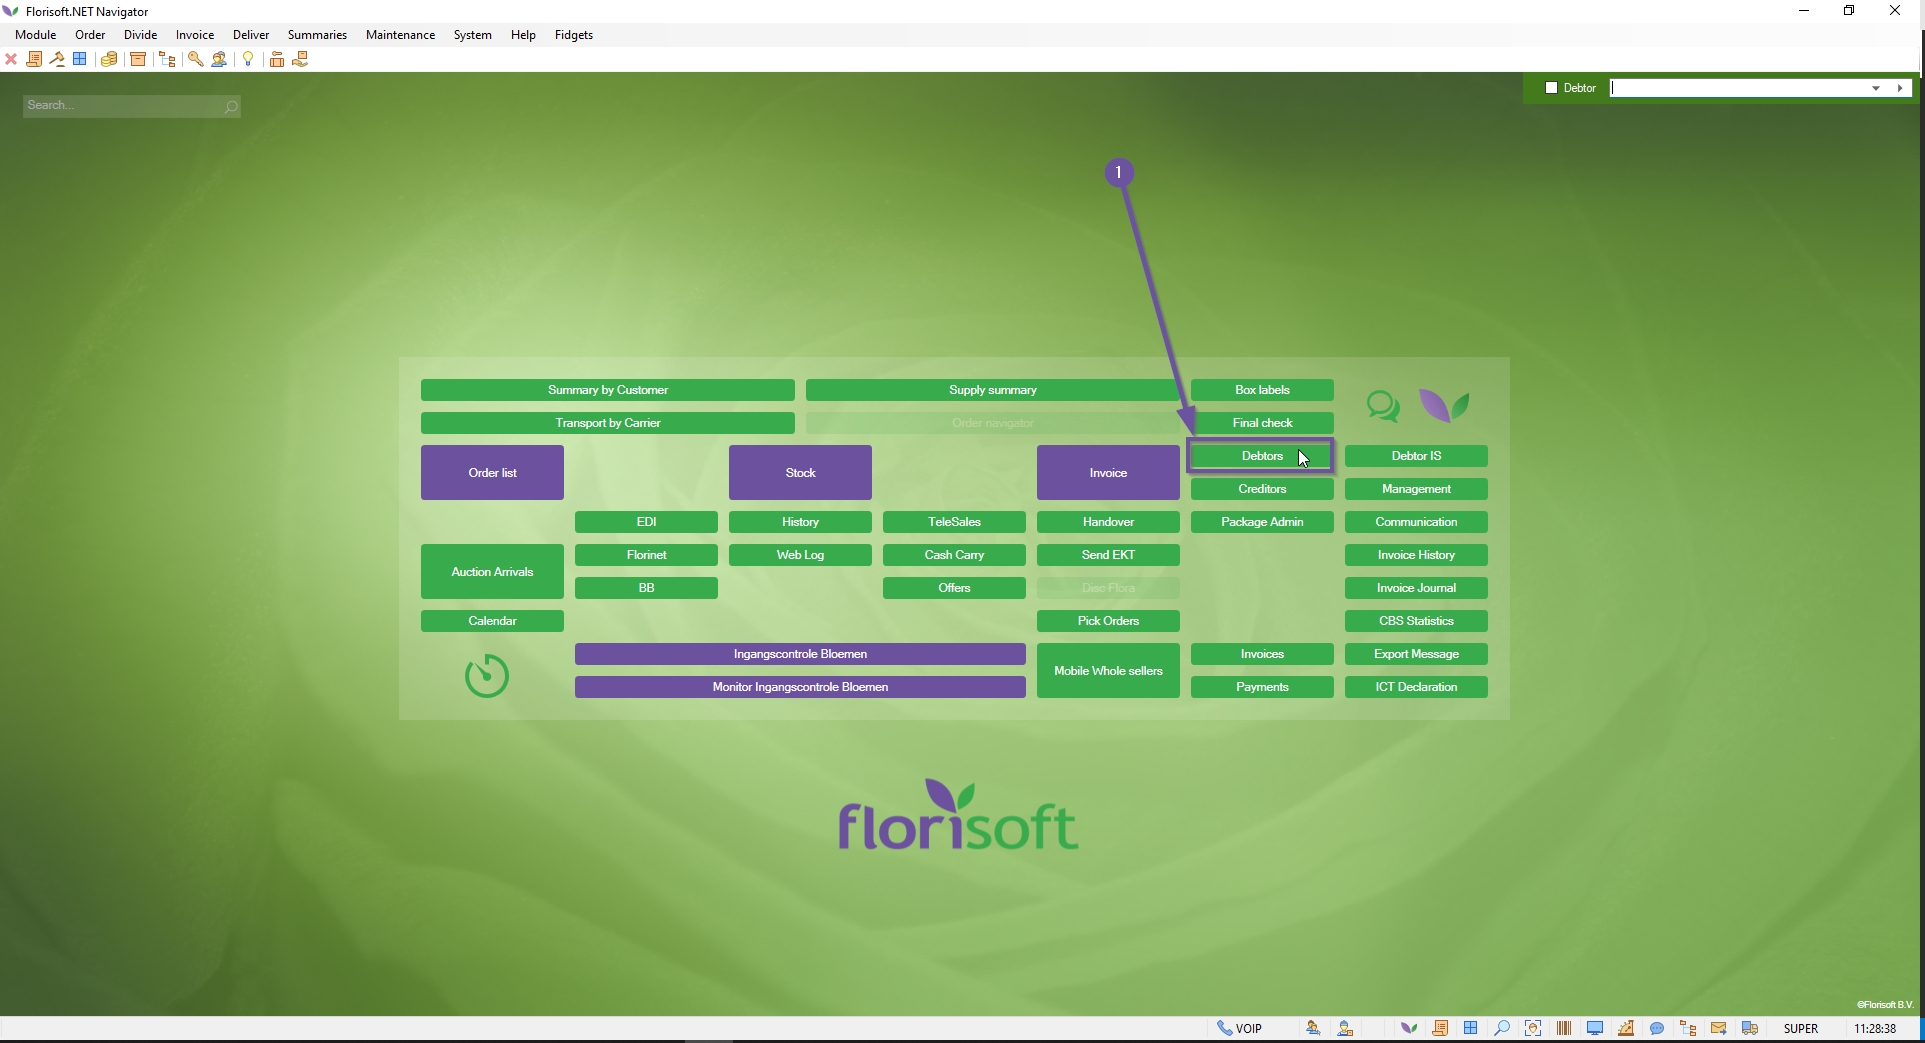 Florisoft.NET Navigator
Module Order Divide Invoice Deliver Summaries Maintenance System Help Fidgets
Search...
Debtor
1
Summary by Customer Supply summary Box labels
Transport by Carrier Order navigator Final check
Order list Stock Invoice Debtors Debtor IS
Creditors Management
EDI History TeleSales Handover Package Admin Communication
Auction Arrivals Florinet Web Log Cash Carry Send EKT Invoice History
BB Offers Disc Flora Invoice Journal
Calendar Pick Orders CBS Statistics
Ingangscontrole Bloemen Mobile Whole sellers Invoices Export Message
Monitor Ingangscontrole Bloemen Payments ICT Declaration
florisoft
©Florisoft B.V.
VOIP SUPER 11:28:38